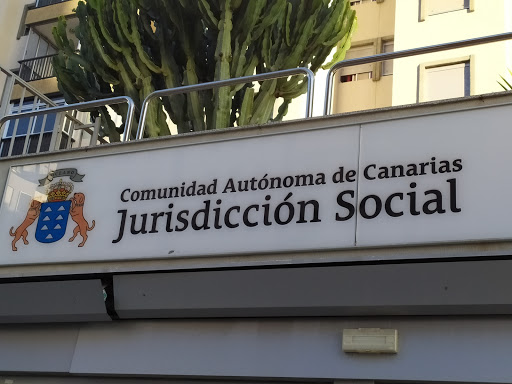 Comunidad Autónoma de Canarias
Jurisdicción Social